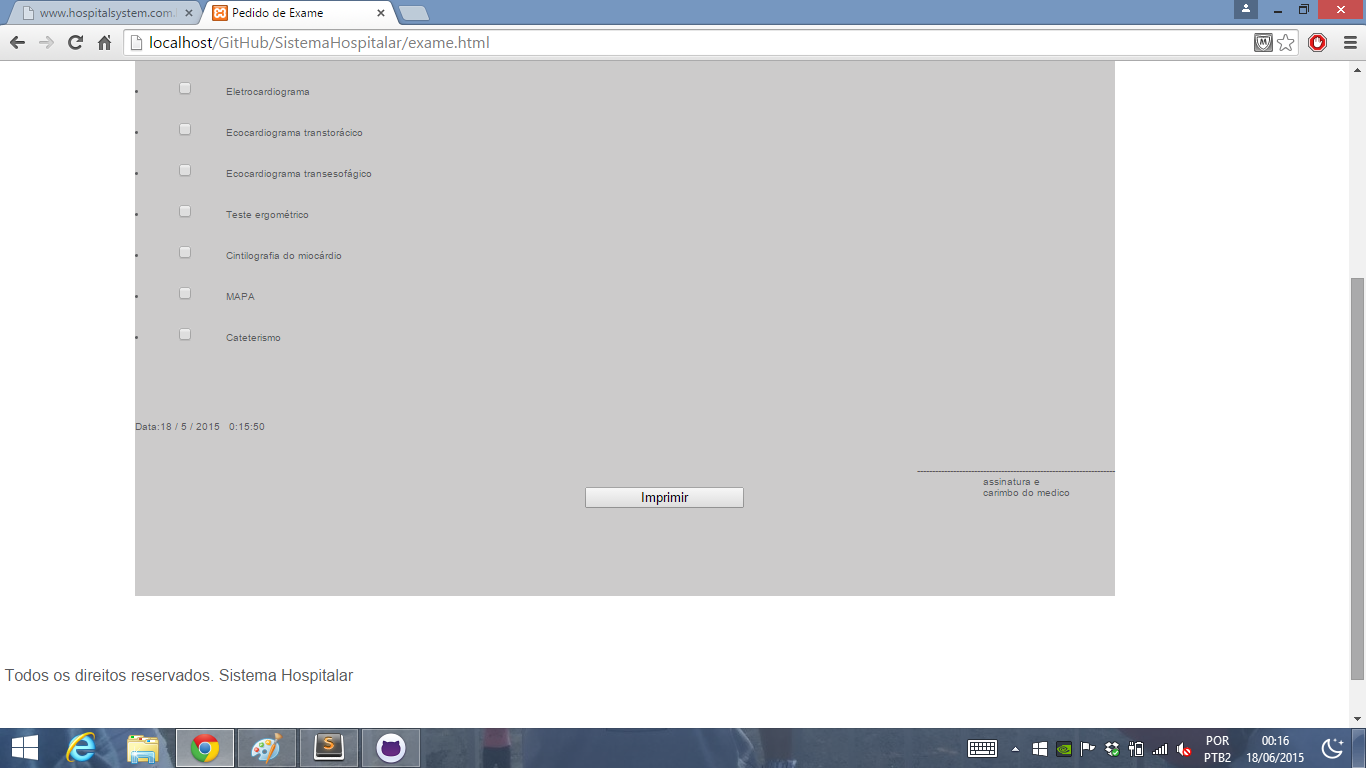 www.hospitalsystem.com.
Pedido de Exame
localhost/GitHub/SistemaHospitalar/exame.html
Eletrocardiograma
Ecocardiograma transtorácico
Ecocardiograma transesofágico
Teste ergométrico
Cintilografia do miocárdio
MAPA
Cateterismo
Data:18 / 5 / 2015 0:15:50
assinatura e
carimbo do medico
Imprimir
Todos os direitos reservados. Sistema Hospitalar
POR
PTB2
00:16
18/06/2015